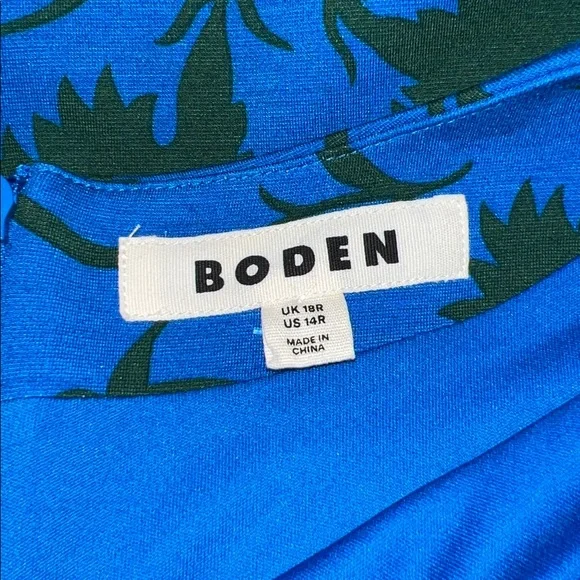 BODEN
UK 18R
US 14R
MADE IN
CHINA